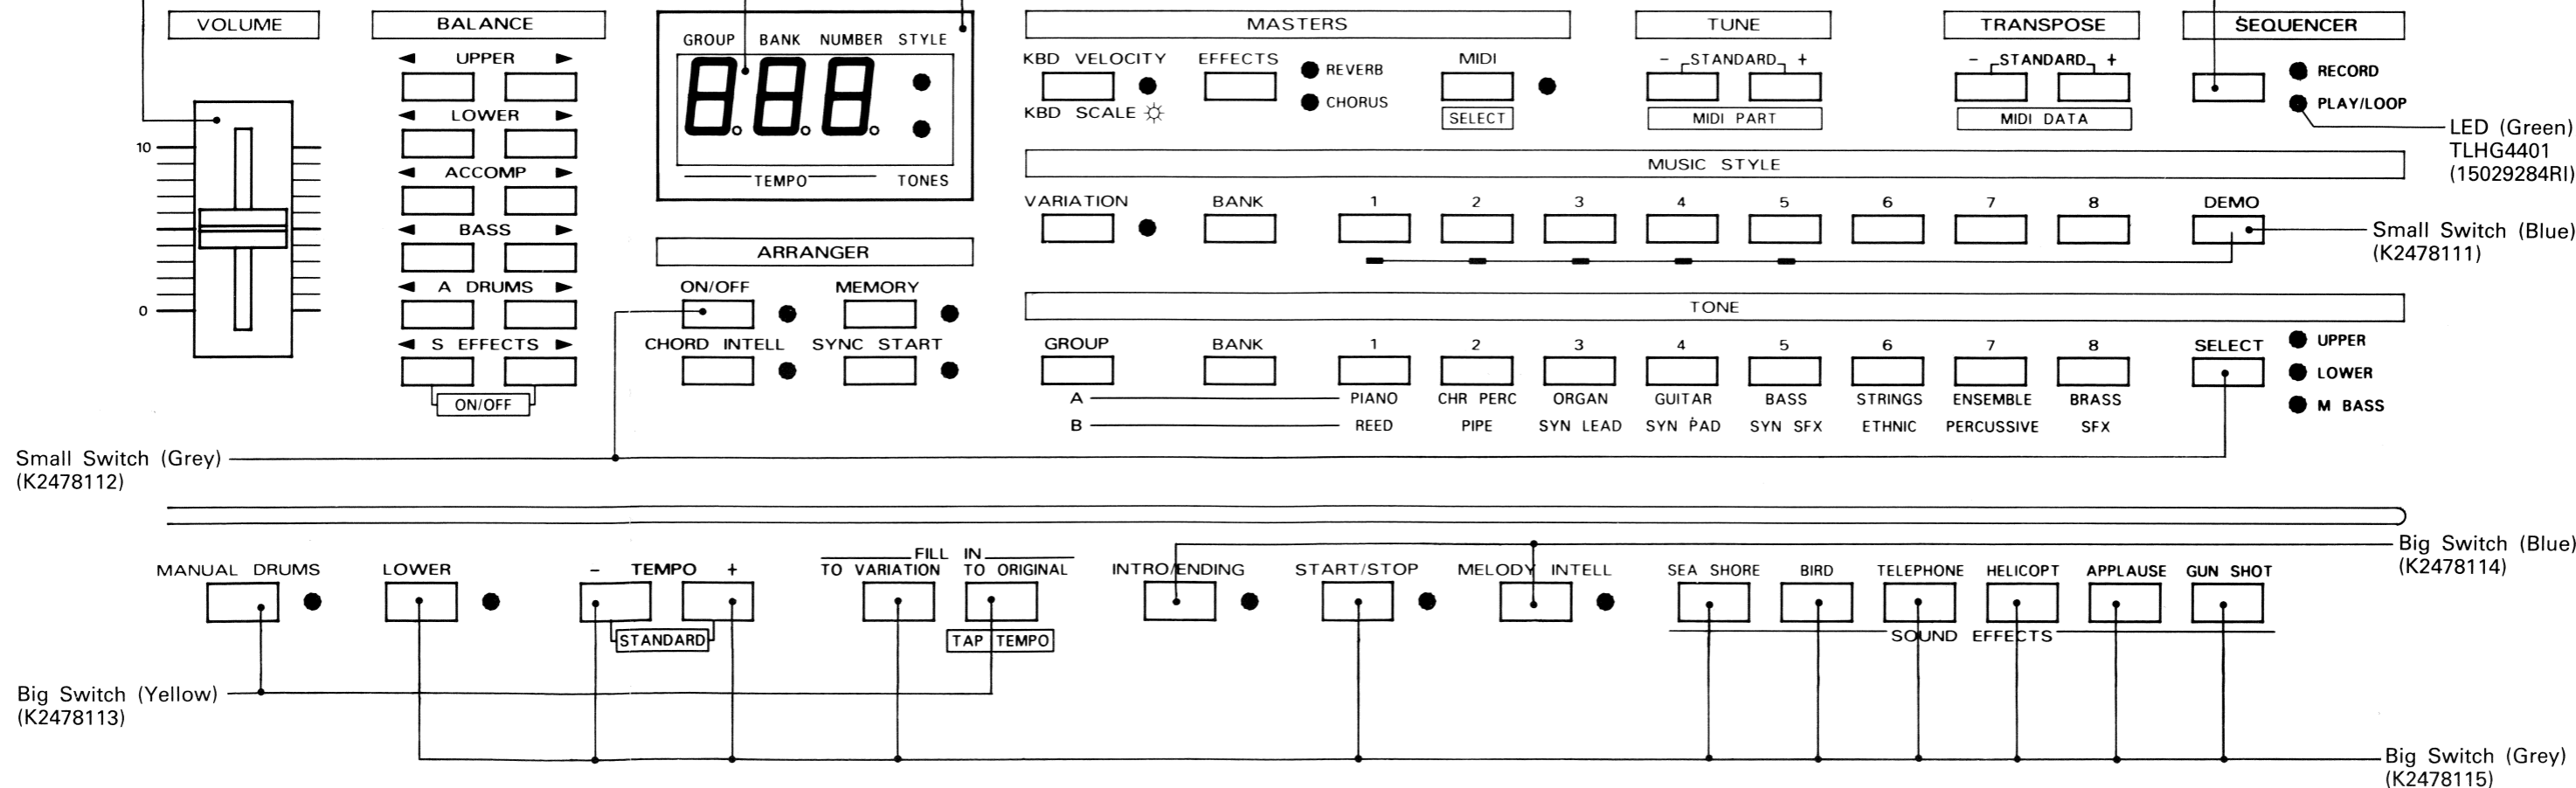 VOLUME
BALANCE
MASTERS
TUNE
TRANSPOSE
SEQUENCER
GROUP BANK NUMBER STYLE
888
TEMPO TONES
10
0
◄ UPPER ►
◄ LOWER ►
◄ ACCOMP ►
◄ BASS ►
◄ A DRUMS ►
◄ S EFFECTS ►
ON/OFF
KBD VELOCITY EFFECTS REVERB MIDI
CHORUS
KBD SCALE SELECT
- STANDARD +
MIDI PART
- STANDARD +
MIDI DATA
RECORD
PLAY/LOOP
LED (Green)
TLHG4401
(15029284RI)
MUSIC STYLE
VARIATION BANK 1 2 3 4 5 6 7 8 DEMO
Small Switch (Blue)
(K2478111)
ARRANGER
ON/OFF MEMORY
CHORD INTELL SYNC START
TONE
GROUP BANK 1 2 3 4 5 6 7 8 SELECT
UPPER
LOWER
M BASS
A PIANO CHR PERC ORGAN GUITAR BASS STRINGS ENSEMBLE BRASS
B REED PIPE SYN LEAD SYN PAD SYN SFX ETHNIC PERCUSSIVE SFX
Small Switch (Grey)
(K2478112)
Big Switch (Blue)
(K2478114)
FILL IN
MANUAL DRUMS LOWER - TEMPO + TO VARIATION TO ORIGINAL INTRO/ENDING START/STOP MELODY INTELL SEA SHORE BIRD TELEPHONE HELICOPT APPLAUSE GUN SHOT
STANDARD TAP TEMPO SOUND EFFECTS
Big Switch (Yellow)
(K2478113)
Big Switch (Grey)
(K2478115)